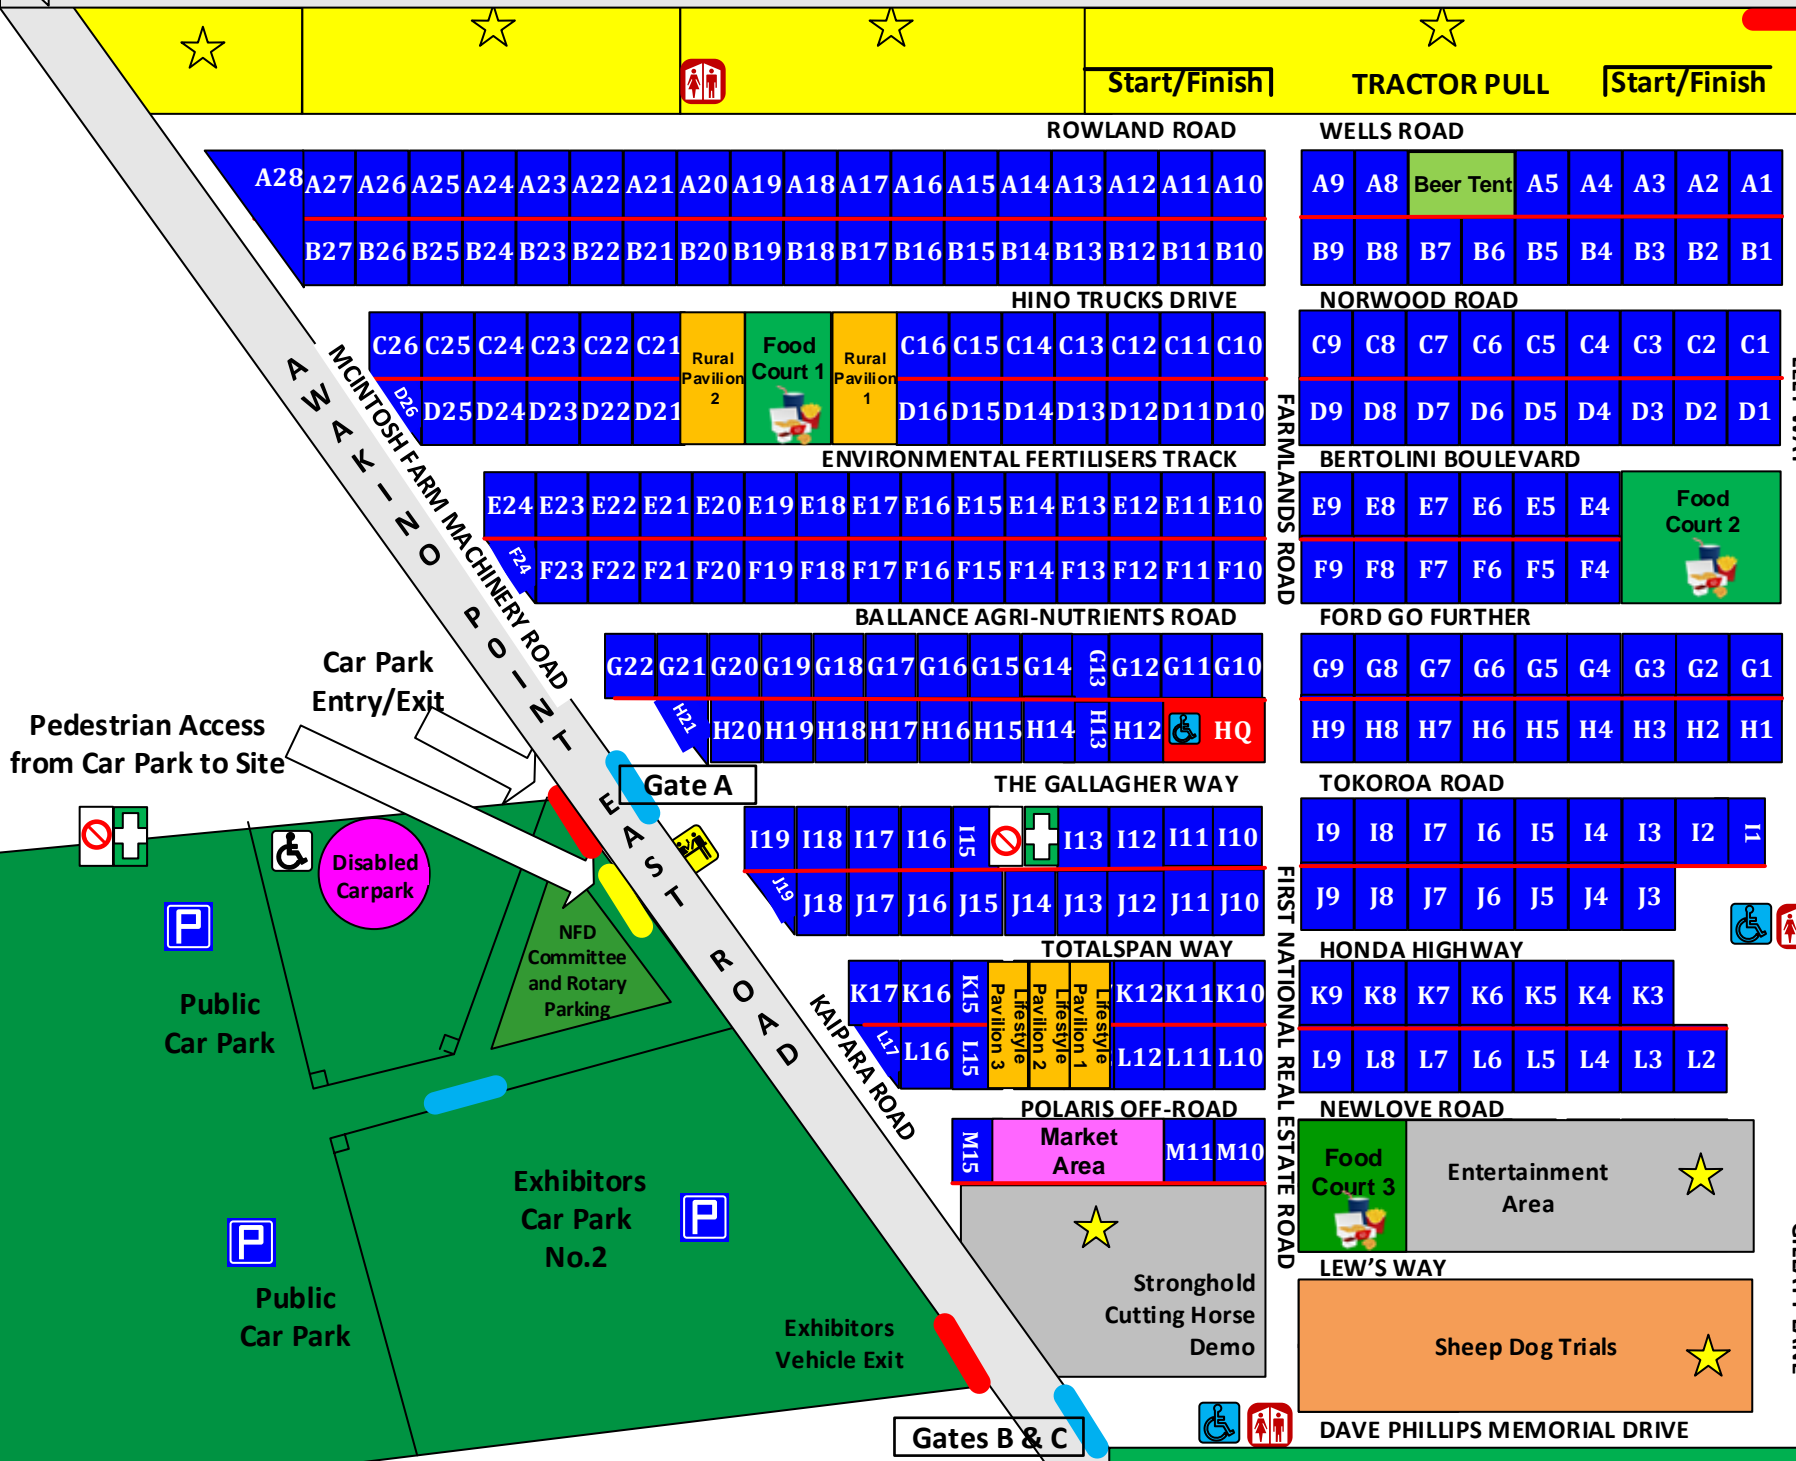 Start/Finish
TRACTOR PULL
Start/Finish
ROWLAND ROAD
WELLS ROAD
A28 A27 A26 A25 A24 A23 A22 A21 A20 A19 A18 A17 A16 A15 A14 A13 A12 A11 A10
A9 A8 Beer Tent A5 A4 A3 A2 A1
B27 B26 B25 B24 B23 B22 B21 B20 B19 B18 B17 B16 B15 B14 B13 B12 B11 B10
B9 B8 B7 B6 B5 B4 B3 B2 B1
HINO TRUCKS DRIVE
NORWOOD ROAD
C26 C25 C24 C23 C22 C21
Rural
Pavilion
2
Food
Court 1
Rural
Pavilion
1
C16 C15 C14 C13 C12 C11 C10
C9 C8 C7 C6 C5 C4 C3 C2 C1
D26 D25 D24 D23 D22 D21
D16 D15 D14 D13 D12 D11 D10
D9 D8 D7 D6 D5 D4 D3 D2 D1
ENVIRONMENTAL FERTILISERS TRACK
BERTOLINI BOULEVARD
E24 E23 E22 E21 E20 E19 E18 E17 E16 E15 E14 E13 E12 E11 E10
E9 E8 E7 E6 E5 E4
Food
Court 2
F24 F23 F22 F21 F20 F19 F18 F17 F16 F15 F14 F13 F12 F11 F10
F9 F8 F7 F6 F5 F4
FARMLANDS ROAD
MCINTOSH FARM MACHINERY ROAD
AWAKINO POINT EAST ROAD
BALLANCE AGRI-NUTRIENTS ROAD
FORD GO FURTHER
G22 G21 G20 G19 G18 G17 G16 G15 G14 G13 G12 G11 G10
G9 G8 G7 G6 G5 G4 G3 G2 G1
H21 H20 H19 H18 H17 H16 H15 H14 H13 H12 HQ
H9 H8 H7 H6 H5 H4 H3 H2 H1
Car Park
Entry/Exit
Pedestrian Access
from Car Park to Site
Gate A
THE GALLAGHER WAY
TOKOROA ROAD
I19 I18 I17 I16 I15 I13 I12 I11 I10
I9 I8 I7 I6 I5 I4 I3 I2 I1
J19 J18 J17 J16 J15 J14 J13 J12 J11 J10
J9 J8 J7 J6 J5 J4 J3
Disabled
Carpark
P
NFD
Committee
and Rotary
Parking
Public
Car Park
TOTALSPAN WAY
HONDA HIGHWAY
K17 K16 K15
Lifestyle
Pavilion 3
Lifestyle
Pavilion 2
Lifestyle
Pavilion 1
K12 K11 K10
K9 K8 K7 K6 K5 K4 K3
L17 L16 L15
L12 L11 L10
L9 L8 L7 L6 L5 L4 L3 L2
KAIPARA ROAD
FIRST NATIONAL REAL ESTATE ROAD
POLARIS OFF-ROAD
NEWLOVE ROAD
M15
Market
Area
M11 M10
Food
Court 3
Entertainment
Area
Exhibitors
Car Park
No.2
P
P
Public
Car Park
LEW'S WAY
Stronghold
Cutting Horse
Demo
Exhibitors
Vehicle Exit
Sheep Dog Trials
Gates B & C
DAVE PHILLIPS MEMORIAL DRIVE